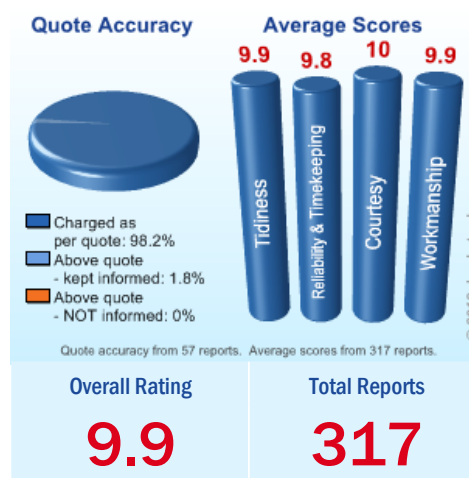 Quote Accuracy
Charged as
per quote: 98.2%
Above quote
- kept informed: 1.8%
Above quote
- NOT informed: 0%
Average Scores
9.9
9.8
10
9.9
Tidiness
Reliability & Timekeeping
Courtesy
Workmanship
Quote accuracy from 57 reports. Average scores from 317 reports.
Overall Rating
9.9
Total Reports
317